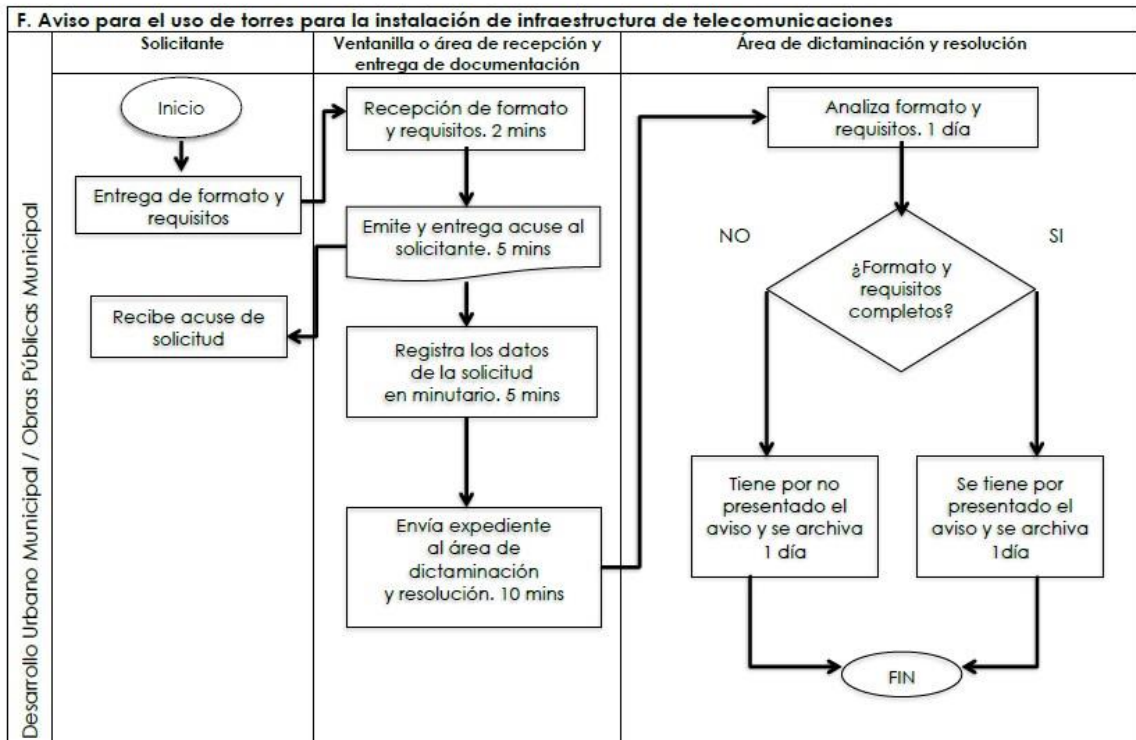 F. Aviso para el uso de torres para la instalación de infraestructura de telecomunicaciones
Desarrollo Urbano Municipal / Obras Públicas Municipal
Solicitante
Inicio
Entrega de formato y
requisitos
Recibe acuse de
solicitud
Ventanilla o área de recepción y
entrega de documentación
Recepción de formato
y requisitos. 2 mins
Emite y entrega acuse al
solicitante. 5 mins
Registra los datos
de la solicitud
en minutario. 5 mins
Envía expediente
al área de
dictaminación
y resolución. 10 mins
Área de dictaminación y resolución
Analiza formato y
requisitos. 1 día
NO
SI
¿Formato y
requisitos
completos?
Tiene por no
presentado el
aviso y se archiva
1 día
Se tiene por
presentado el
aviso y se archiva
1día
FIN